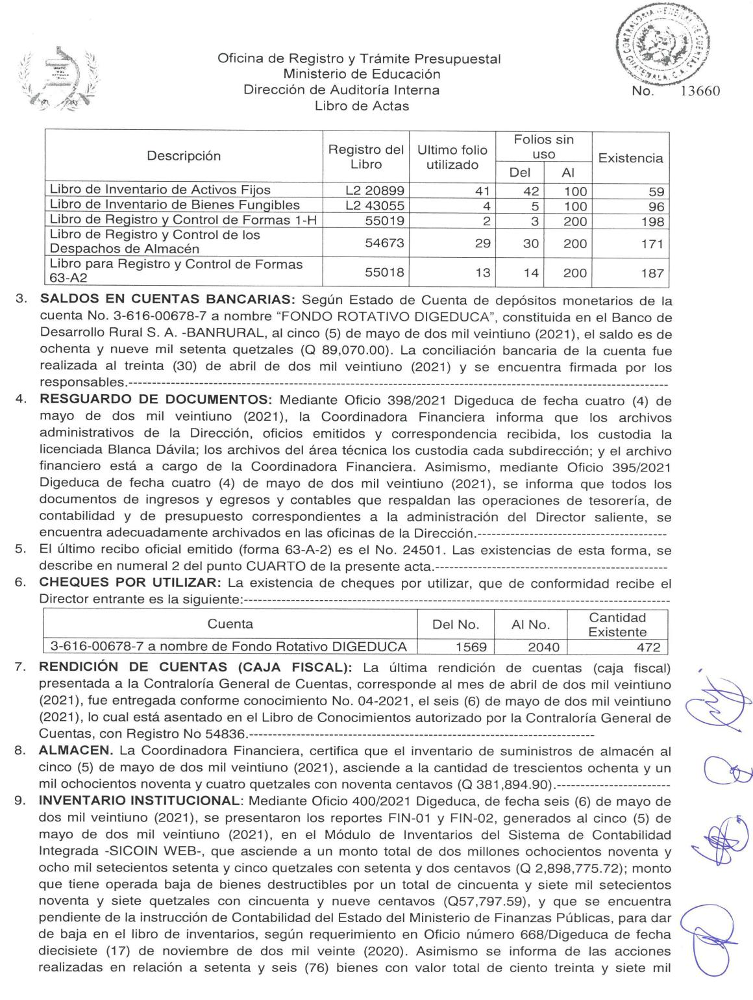 CONTRALORIA GENERAL DE CUENTAS
GUATEMALA, C.A.
Oficina de Registro y Trámite Presupuestal
Ministerio de Educación
Dirección de Auditoría Interna
Libro de Actas
No. 13660
Descripción Registro del Libro Ultimo folio utilizado Folios sin uso Existencia
Del Al
Libro de Inventario de Activos Fijos L2 20899 41 42 100 59
Libro de Inventario de Bienes Fungibles L2 43055 4 5 100 96
Libro de Registro y Control de Formas 1-H 55019 2 3 200 198
Libro de Registro y Control de los
Despachos de Almacén 54673 29 30 200 171
Libro para Registro y Control de Formas
63-A2 55018 13 14 200 187
3. SALDOS EN CUENTAS BANCARIAS: Según Estado de Cuenta de depósitos monetarios de la
cuenta No. 3-616-00678-7 a nombre “FONDO ROTATIVO DIGEDUCA”, constituida en el Banco de
Desarrollo Rural S. A. -BANRURAL, al cinco (5) de mayo de dos mil veintiuno (2021), el saldo es de
ochenta y nueve mil setenta quetzales (Q 89,070.00). La conciliación bancaria de la cuenta fue
realizada al treinta (30) de abril de dos mil veintiuno (2021) y se encuentra firmada por los
responsables.-----------------------------------------------------------------------------------------------------------------
4. RESGUARDO DE DOCUMENTOS: Mediante Oficio 398/2021 Digeduca de fecha cuatro (4) de
mayo de dos mil veintiuno (2021), la Coordinadora Financiera informa que los archivos
administrativos de la Dirección, oficios emitidos y correspondencia recibida, los custodia la
licenciada Blanca Dávila; los archivos del área técnica los custodia cada subdirección; y el archivo
financiero está a cargo de la Coordinadora Financiera. Asimismo, mediante Oficio 395/2021
Digeduca de fecha cuatro (4) de mayo de dos mil veintiuno (2021), se informa que todos los
documentos de ingresos y egresos y contables que respaldan las operaciones de tesorería, de
contabilidad y de presupuesto correspondientes a la administración del Director saliente, se
encuentra adecuadamente archivados en las oficinas de la Dirección.----------------------------------------
5. El último recibo oficial emitido (forma 63-A-2) es el No. 24501. Las existencias de esta forma, se
describe en numeral 2 del punto CUARTO de la presente acta.-------------------------------------------------
6. CHEQUES POR UTILIZAR: La existencia de cheques por utilizar, que de conformidad recibe el
Director entrante es la siguiente:------------------------------------------------------------------------------------------
Cuenta Del No. Al No. Cantidad Existente
3-616-00678-7 a nombre de Fondo Rotativo DIGEDUCA 1569 2040 472
7. RENDICIÓN DE CUENTAS (CAJA FISCAL): La última rendición de cuentas (caja fiscal)
presentada a la Contraloría General de Cuentas, corresponde al mes de abril de dos mil veintiuno
(2021), fue entregada conforme conocimiento No. 04-2021, el seis (6) de mayo de dos mil veintiuno
(2021), lo cual está asentado en el Libro de Conocimientos autorizado por la Contraloría General de
Cuentas, con Registro No 54836.-------------------------------------------------------------------------
8. ALMACEN. La Coordinadora Financiera, certifica que el inventario de suministros de almacén al
cinco (5) de mayo de dos mil veintiuno (2021), asciende a la cantidad de trescientos ochenta y un
mil ochocientos noventa y cuatro quetzales con noventa centavos (Q 381,894.90).------------------------
9. INVENTARIO INSTITUCIONAL: Mediante Oficio 400/2021 Digeduca, de fecha seis (6) de mayo de
dos mil veintiuno (2021), se presentaron los reportes FIN-01 y FIN-02, generados al cinco (5) de
mayo de dos mil veintiuno (2021), en el Módulo de Inventarios del Sistema de Contabilidad
Integrada -SICOIN WEB-, que asciende a un monto total de dos millones ochocientos noventa y
ocho mil setecientos setenta y cinco quetzales con setenta y dos centavos (Q 2,898,775.72); monto
que tiene operada baja de bienes destructibles por un total de cincuenta y siete mil setecientos
noventa y siete quetzales con cincuenta y nueve centavos (Q57,797.59), y que se encuentra
pendiente de la instrucción de Contabilidad del Estado del Ministerio de Finanzas Públicas, para dar
de baja en el libro de inventarios, según requerimiento en Oficio número 668/Digeduca de fecha
diecisiete (17) de noviembre de dos mil veinte (2020). Asimismo se informa de las acciones
realizadas en relación a setenta y seis (76) bienes con valor total de ciento treinta y siete mil